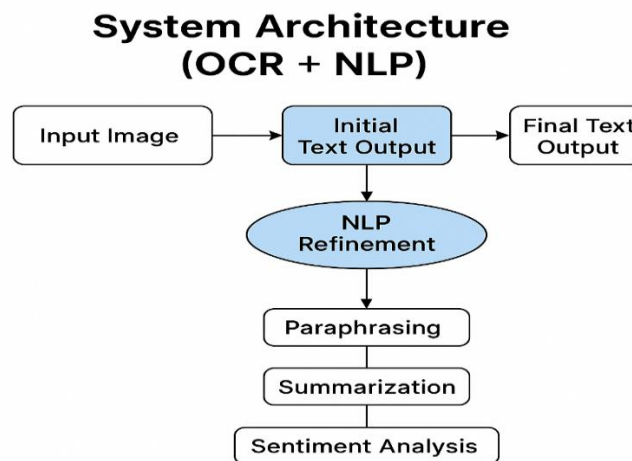 System Architecture
(OCR + NLP)
Input Image
Initial
Text Output
Final Text
Output
NLP
Refinement
Paraphrasing
Summarization
Sentiment Analysis